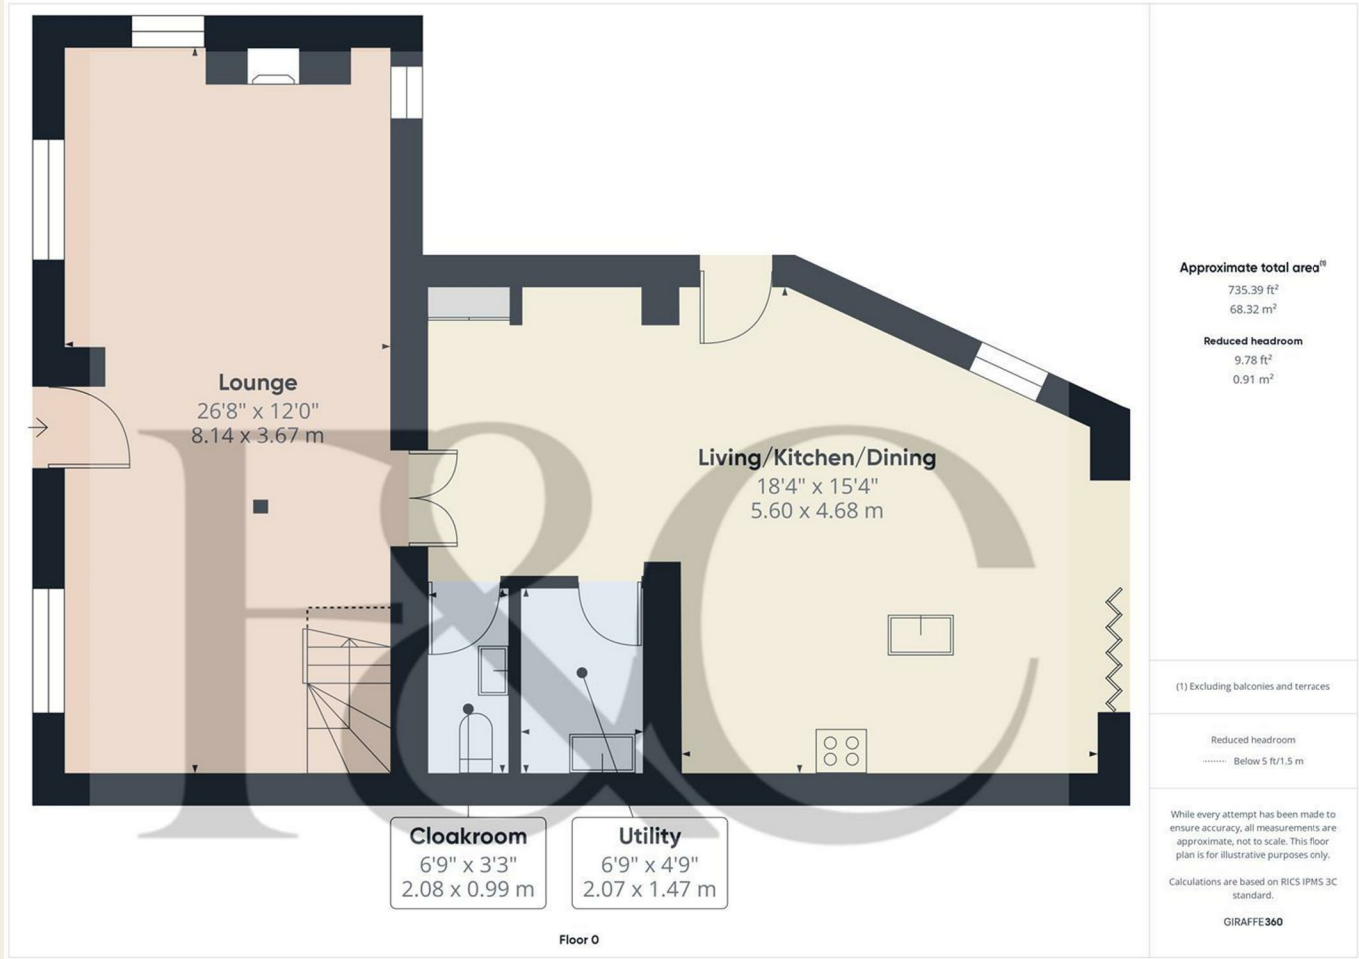 Lounge
26'8" x 12'0"
8.14 x 3.67 m
Living/Kitchen/Dining
18'4" x 15'4"
5.60 x 4.68 m
F&C
Cloakroom
6'9" x 3'3"
2.08 x 0.99 m
Utility
6'9" x 4'9"
2.07 x 1.47 m
Floor 0
Approximate total area(1)
735.39 ft²
68.32 m²
Reduced headroom
9.78 ft²
0.91 m²
(1) Excluding balconies and terraces
Reduced headroom
Below 5 ft/1.5 m
While every attempt has been made to
ensure accuracy, all measurements are
approximate, not to scale. This floor
plan is for illustrative purposes only.
Calculations are based on RICS IPMS 3C
standard.
GIRAFFE360